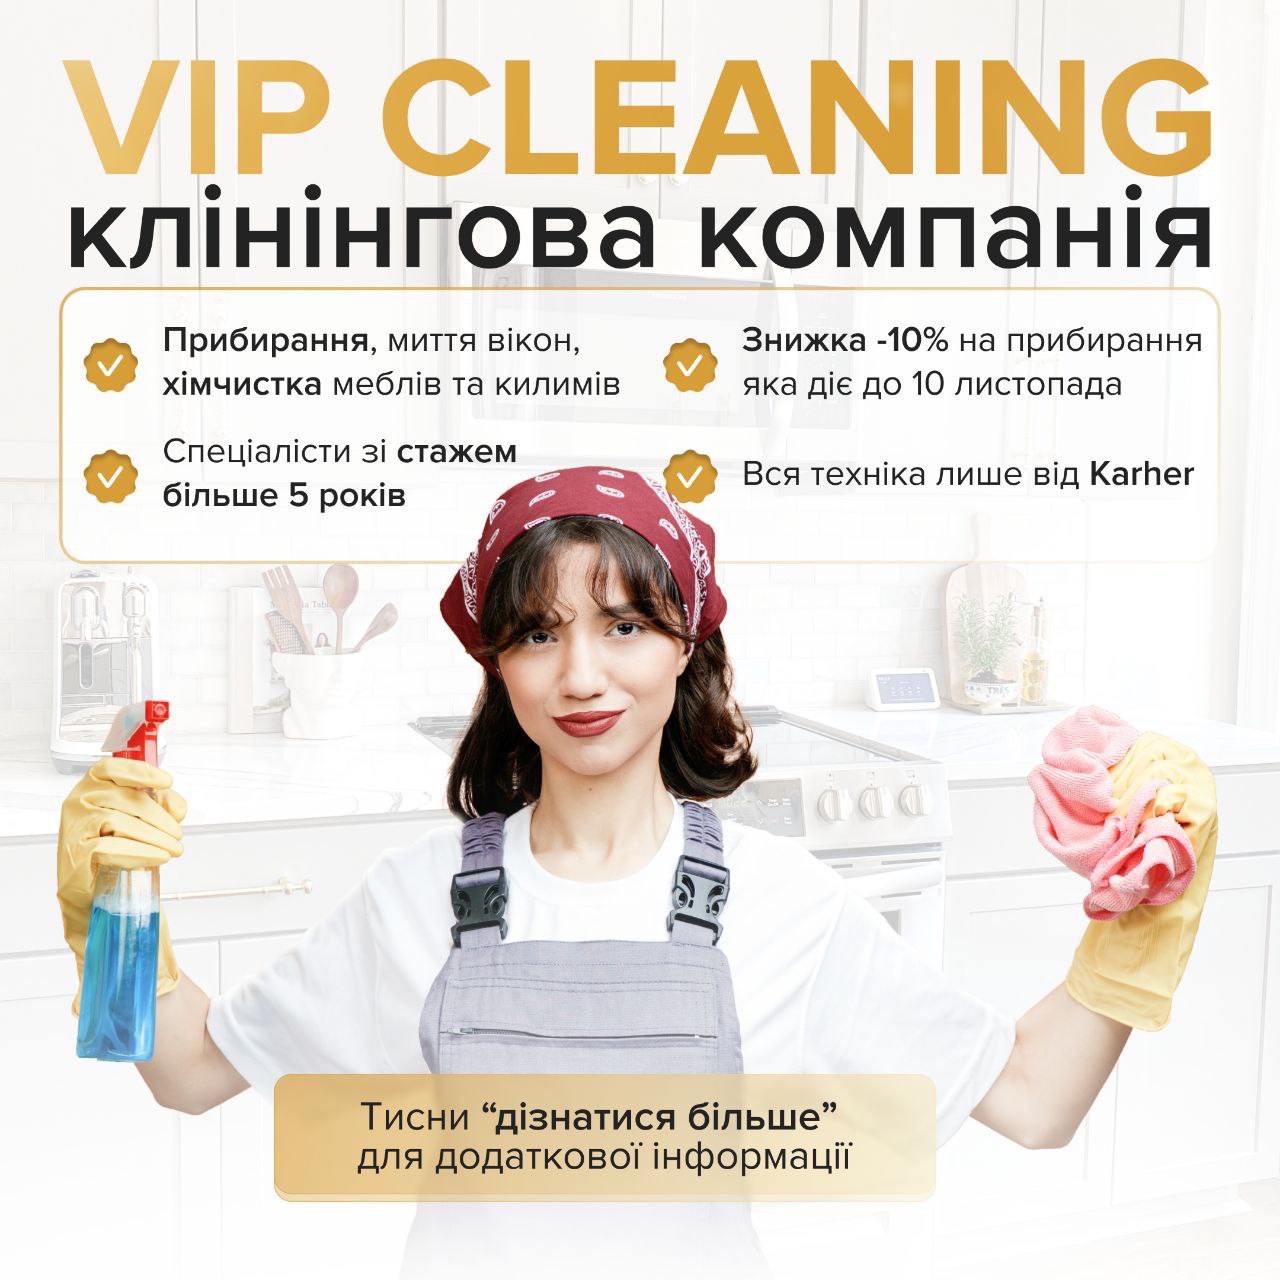 VIP CLEANING
клінінгова компанія
Прибирання, миття вікон,
хімчистка меблів та килимів
Спеціалісти зі стажем
більше 5 років
Знижка -10% на прибирання
яка діє до 10 листопада
Вся техніка лише від Karher
TRÈS
Тисни “дізнатися більше”
для додаткової інформації